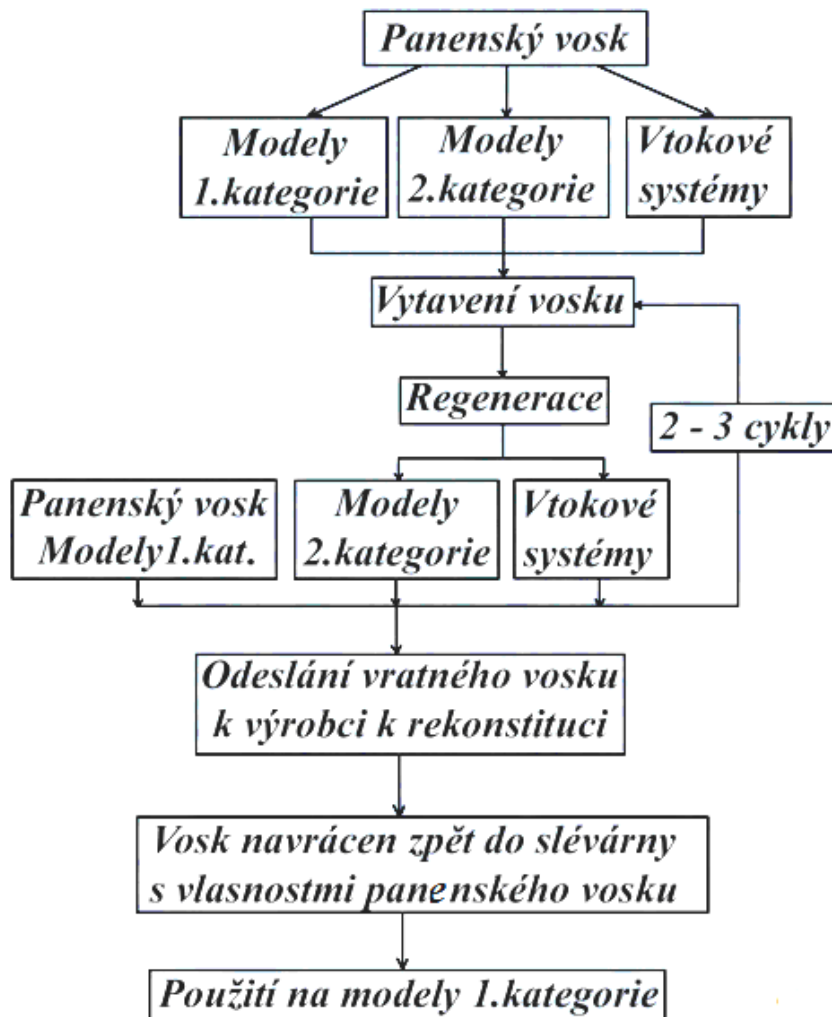 Panenský vosk
Modely
1.kategorie
Modely
2.kategorie
Vtokové
systémy
Vytavení vosku
Regenerace
2 - 3 cykly
Panenský vosk
Modely1.kat.
Modely
2.kategorie
Vtokové
systémy
Odeslání vratného vosku
k výrobci k rekonstituci
Vosk navrácen zpět do slévárny
s vlasnostmi panenského vosku
Použití na modely 1.kategorie